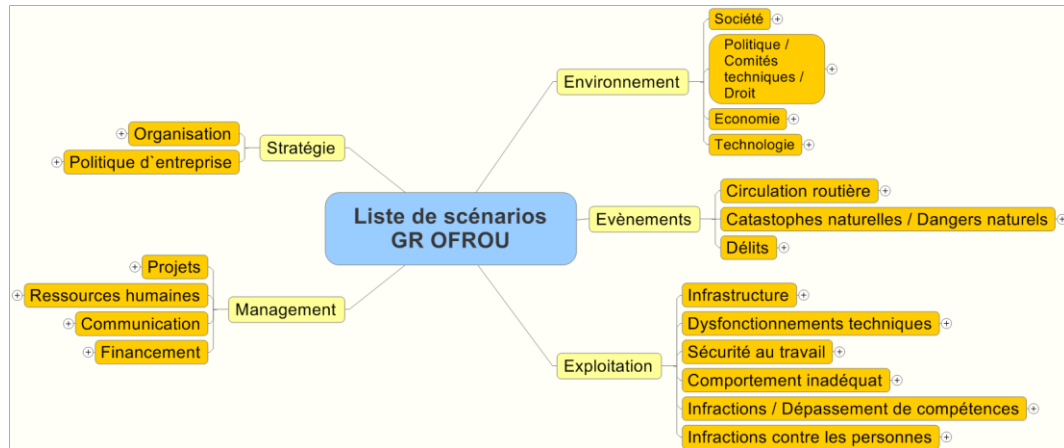 Liste de scénarios
GR OFROU
Stratégie
Organisation
Politique d`entreprise
Management
Projets
Ressources humaines
Communication
Financement
Environnement
Société
Politique /
Comités
techniques /
Droit
Economie
Technologie
Evènements
Circulation routière
Catastophes naturelles / Dangers naturels
Délits
Exploitation
Infrastructure
Dysfonctionnements techniques
Sécurité au travail
Comportement inadéquat
Infractions / Dépassement de compétences
Infractions contre les personnes